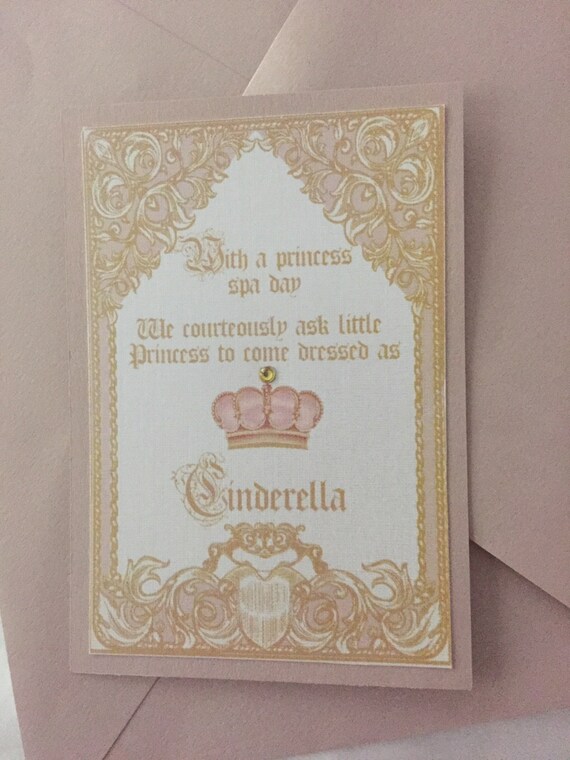 With a princess
spa day
We courteously ask little
Princess to come dressed as
Cinderella